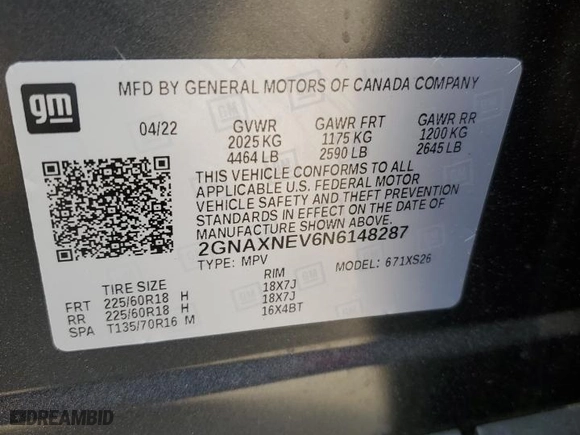 gm
MFD BY GENERAL MOTORS OF CANADA COMPANY
04/22 GVWR GAWR FRT GAWR RR
2025 KG 1175 KG 1200 KG
4464 LB 2590 LB 2645 LB
THIS VEHICLE CONFORMS TO ALL
APPLICABLE U.S. FEDERAL MOTOR
VEHICLE SAFETY AND THEFT PREVENTION
STANDARDS IN EFFECT ON THE DATE OF
MANUFACTURE SHOWN ABOVE.
2GNAXNEV6N6148287
TYPE: MPV MODEL: 671XS26
TIRE SIZE RIM
FRT 225/60R18 H 18X7J
RR 225/60R18 H 18X7J
SPA T135/70R16 M 16X4BT
DREAMBID